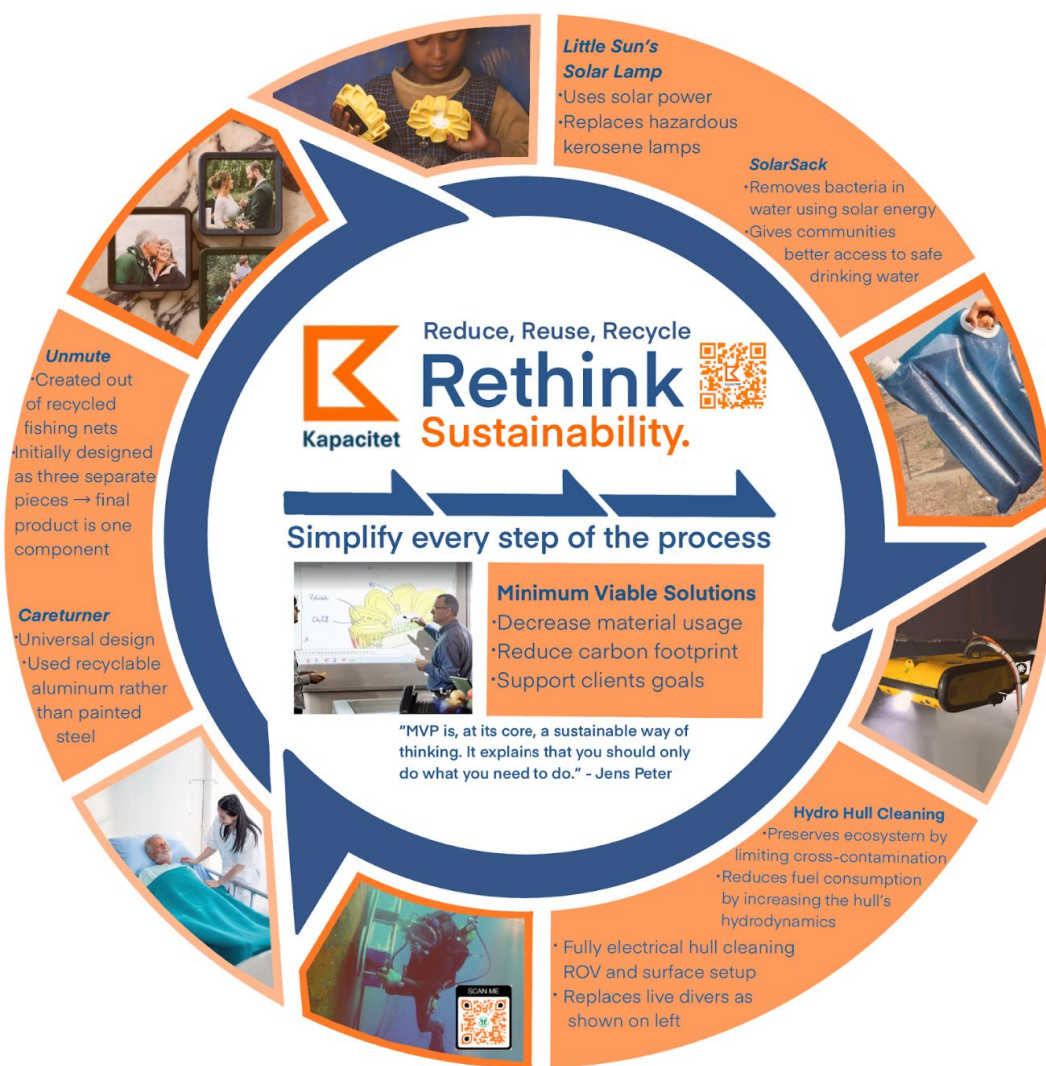 Little Sun's
Solar Lamp
·Uses solar power
·Replaces hazardous
kerosene lamps
SolarSack
·Removes bacteria in
water using solar energy
·Gives communities
better access to safe
drinking water
Reduce, Reuse, Recycle
Rethink
Sustainability.
Kapacitet
Kapacitet
Simplify every step of the process
Minimum Viable Solutions
·Decrease material usage
·Reduce carbon footprint
·Support clients goals
"MVP is, at its core, a sustainable way of
thinking. It explains that you should only
do what you need to do." - Jens Peter
Unmute
·Created out
of recycled
fishing nets
·Initially designed
as three separate
pieces → final
product is one
component
Careturner
·Universal design
·Used recyclable
aluminum rather
than painted
steel
Hydro Hull Cleaning
·Preserves ecosystem by
limiting cross-contamination
·Reduces fuel consumption
by increasing the hull's
hydrodynamics
· Fully electrical hull cleaning
ROV and surface setup
· Replaces live divers as
shown on left
SCAN ME